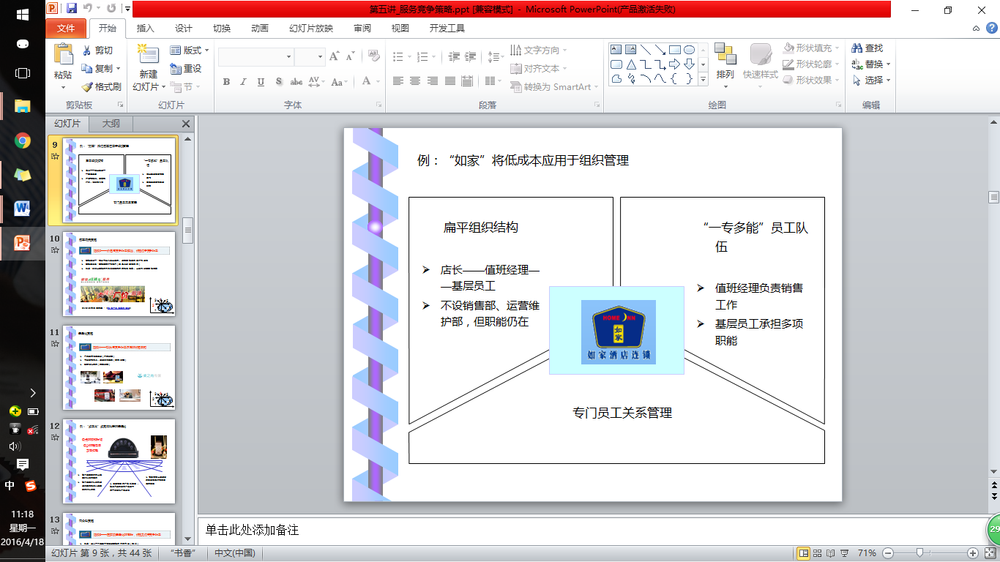 第五讲_服务竞争策略.ppt [兼容模式] - Microsoft PowerPoint(产品激活失败)
文件 开始 插入 设计 切换 动画 幻灯片放映 审阅 视图 开发工具
粘贴 剪切 复制 格式刷
剪贴板
新建
幻灯片 版式 重设 节
幻灯片
B I U S abc AV Aa A
字体
文字方向
对齐文本
转换为 SmartArt
段落
排列 快速样式 形状填充 形状轮廓 形状效果
绘图
查找
替换
选择
编辑
幻灯片 大纲
9
10
11
12
13
例：“如家”将低成本应用于组织管理
扁平组织结构
店长——值班经理—
—基层员工
不设销售部、运营维
护部，但职能仍在
“一专多能”员工队
伍
值班经理负责销售
工作
基层员工承担多项
职能
HOME INN
如
家
如家酒店连锁
专门员工关系管理
单击此处添加备注
幻灯片 第 9 张，共 44 张 “书香” 中文(中国) 71%
中
11:18
星期一
2016/4/18
29